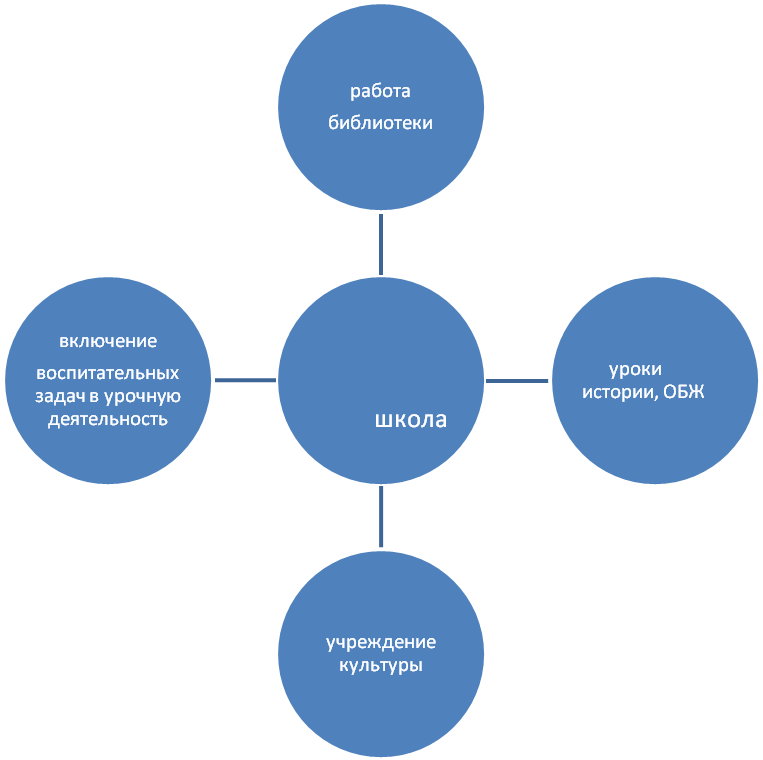 работа
библиотеки
включение
воспитательных
задач в урочную
деятельность
школа
уроки
истории, ОБЖ
учреждение
культуры